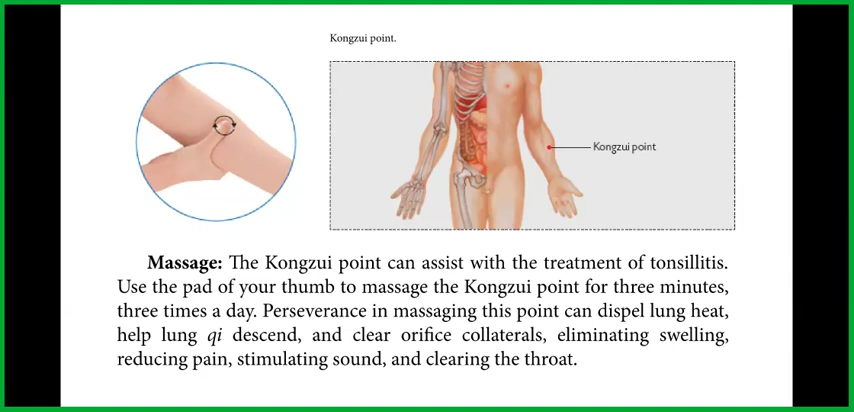 Kongzui point.
Kongzui point
Massage: The Kongzui point can assist with the treatment of tonsillitis.
Use the pad of your thumb to massage the Kongzui point for three minutes,
three times a day. Perseverance in massaging this point can dispel lung heat,
help lung qi descend, and clear orifice collaterals, eliminating swelling,
reducing pain, stimulating sound, and clearing the throat.